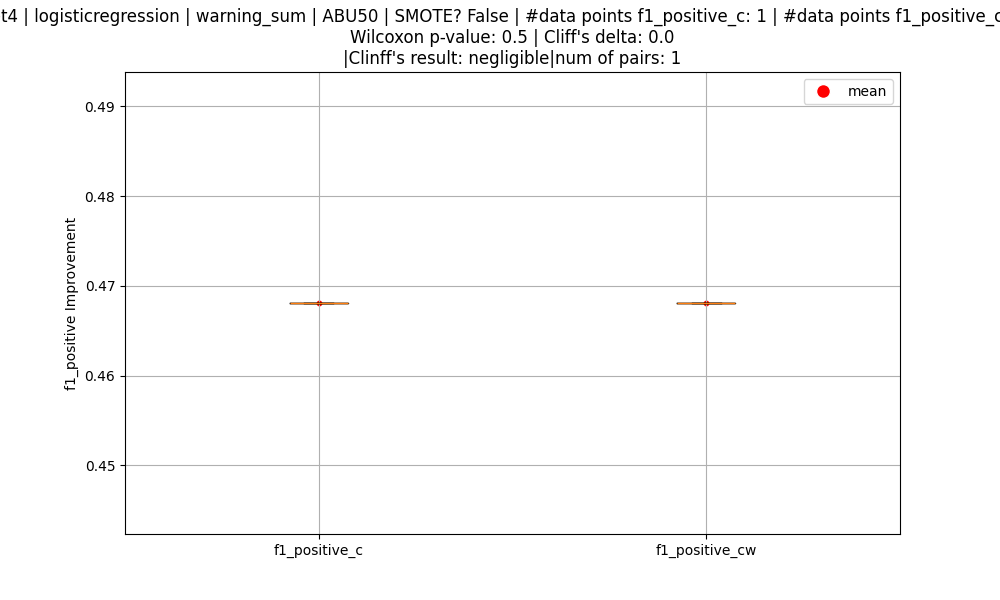 t4 | logisticregression | warning_sum | ABU50 | SMOTE? False | #data points f1_positive_c: 1 | #data points f1_positive_c
Wilcoxon p-value: 0.5 | Cliff's delta: 0.0
|Clinff's result: negligible|num of pairs: 1
mean
0.49
0.48
0.47
0.46
0.45
f1_positive Improvement
f1_positive_c
f1_positive_cw